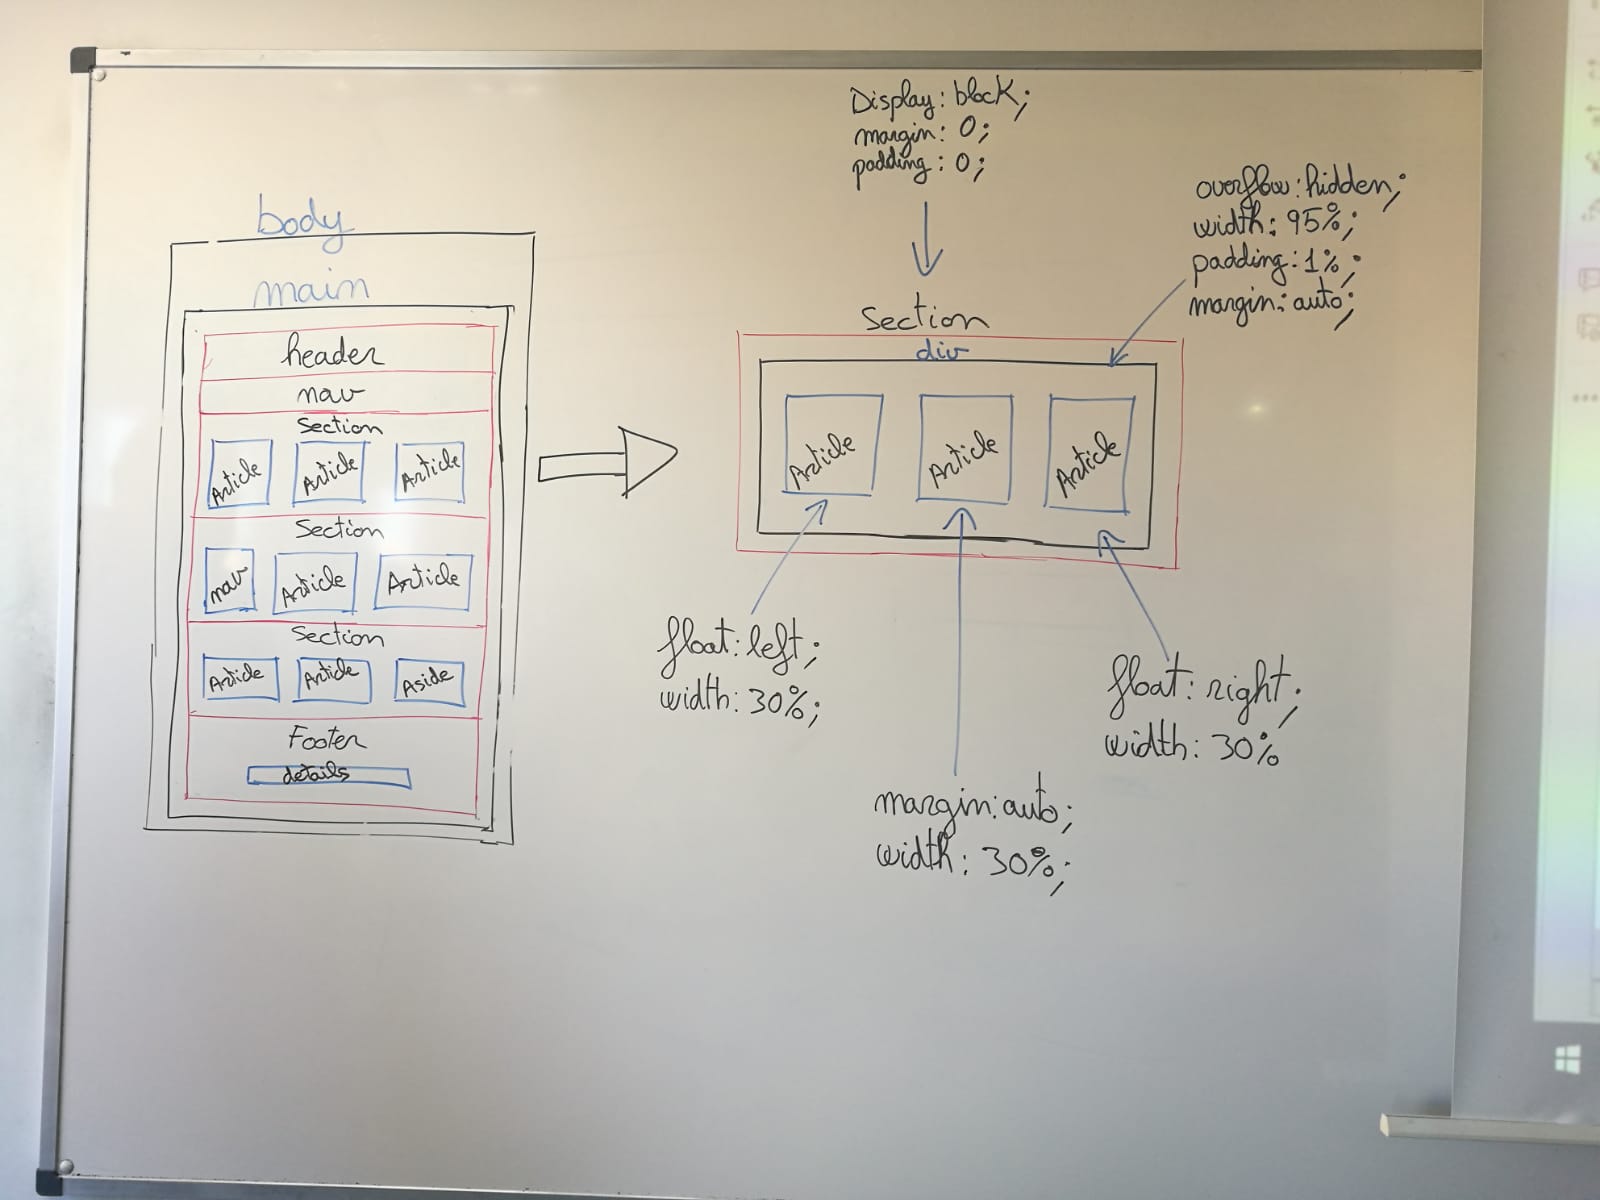 body
main
header
nav
Section
Article Article Article
Section
nav Article Article
Section
Article Article Aside
Footer
details
Display: block;
margin: 0;
padding: 0;
overflow: hidden;
width: 95%;
padding: 1%;
margin: auto;
Section
div
Article Article Article
float: left;
width: 30%;
margin: auto;
width: 30%;
float: right;
width: 30%